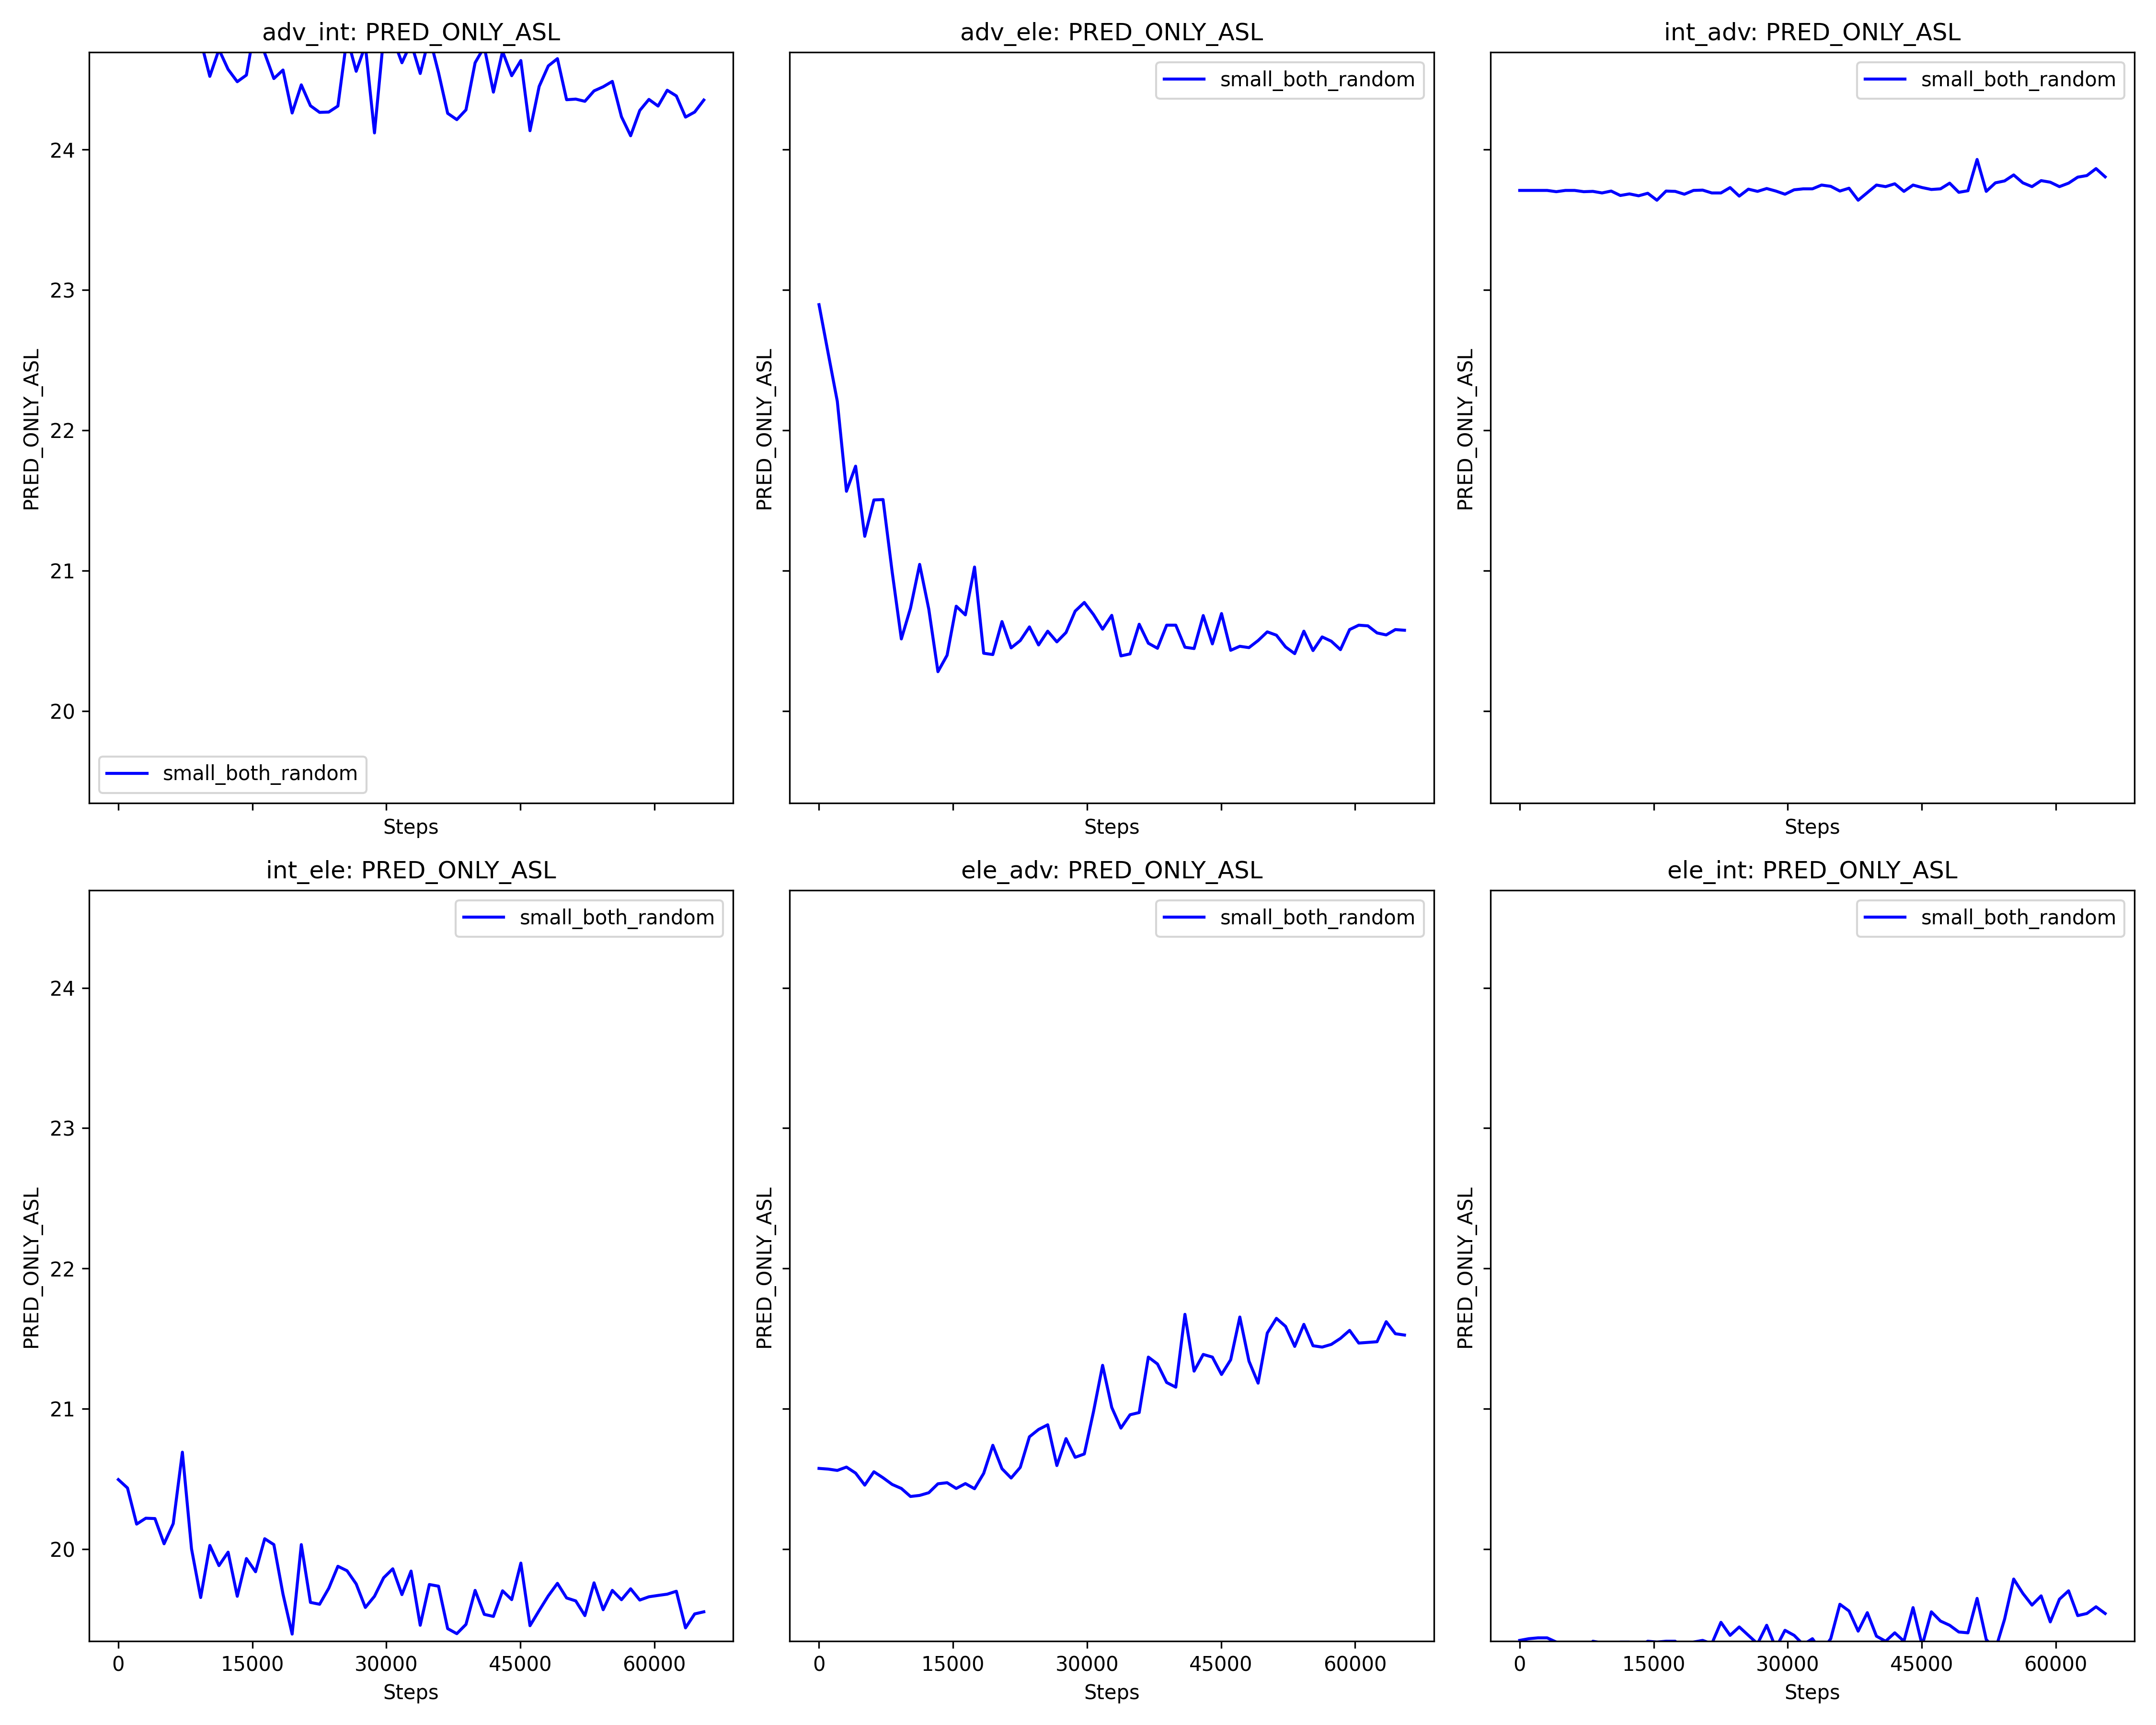 adv_int: PRED_ONLY_ASL
adv_ele: PRED_ONLY_ASL
int_adv: PRED_ONLY_ASL
small_both_random
small_both_random
24
23
22
21
20
PRED_ONLY_ASL
PRED_ONLY_ASL
PRED_ONLY_ASL
small_both_random
Steps
Steps
Steps
int_ele: PRED_ONLY_ASL
ele_adv: PRED_ONLY_ASL
ele_int: PRED_ONLY_ASL
small_both_random
small_both_random
small_both_random
24
23
22
21
20
PRED_ONLY_ASL
PRED_ONLY_ASL
PRED_ONLY_ASL
0 15000 30000 45000 60000
0 15000 30000 45000 60000
0 15000 30000 45000 60000
Steps
Steps
Steps